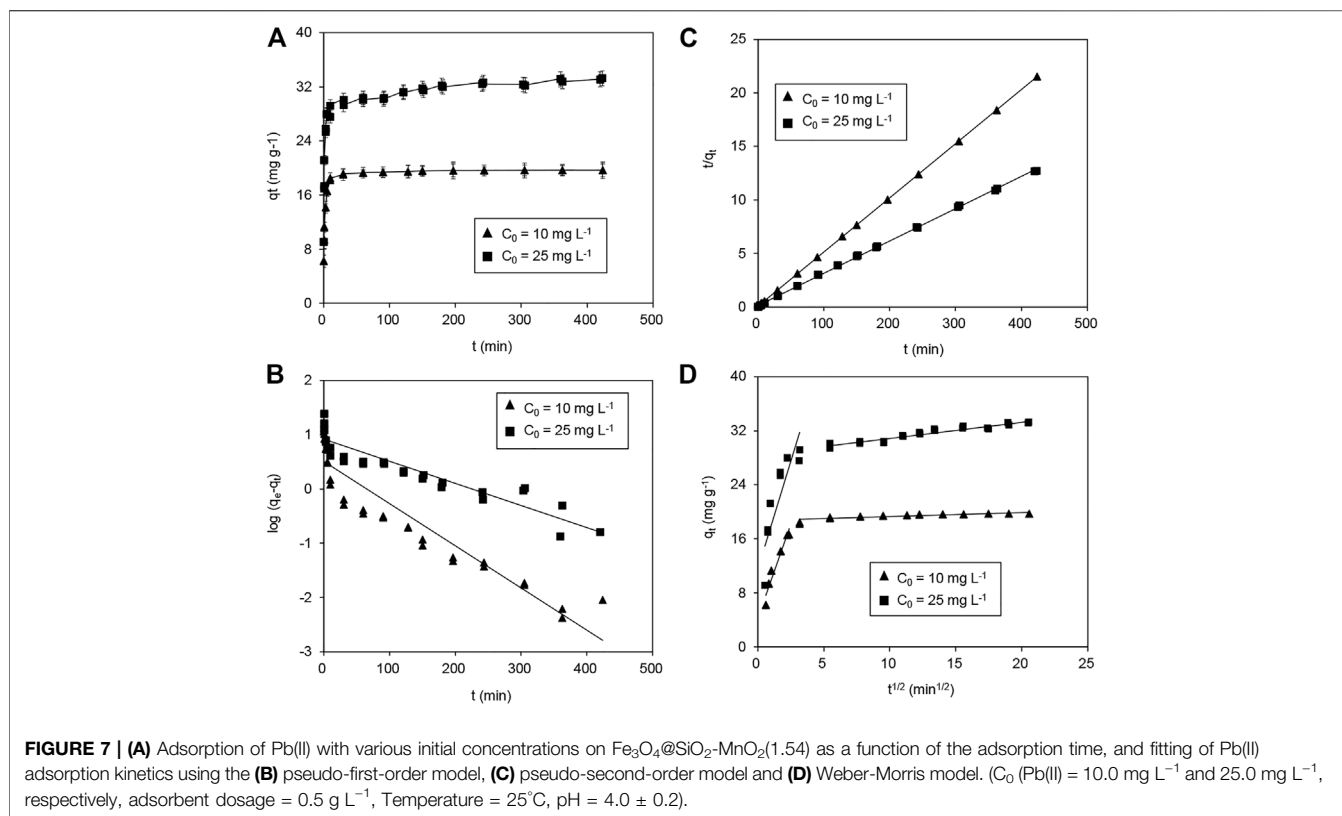 A
40
32
24
16
8
0
qt (mg g-1)
C₀ = 10 mg L⁻¹
C₀ = 25 mg L⁻¹
0 100 200 300 400 500
t (min)
C
25
20
15
10
5
0
t/qₜ
C₀ = 10 mg L⁻¹
C₀ = 25 mg L⁻¹
0 100 200 300 400 500
t (min)
B
2
1
0
-1
-2
-3
log (qₑ-qₜ)
C₀ = 10 mg L⁻¹
C₀ = 25 mg L⁻¹
0 100 200 300 400 500
t (min)
D
40
32
24
16
8
0
qₜ (mg g⁻¹)
C₀ = 10 mg L⁻¹
C₀ = 25 mg L⁻¹
0 5 10 15 20 25
t¹ᐟ² (min¹ᐟ²)
FIGURE 7 | (A) Adsorption of Pb(II) with various initial concentrations on Fe₃O₄@SiO₂-MnO₂(1.54) as a function of the adsorption time, and fitting of Pb(II)
adsorption kinetics using the (B) pseudo-first-order model, (C) pseudo-second-order model and (D) Weber-Morris model. (C₀ (Pb(II) = 10.0 mg L⁻¹ and 25.0 mg L⁻¹,
respectively, adsorbent dosage = 0.5 g L⁻¹, Temperature = 25°C, pH = 4.0 ± 0.2).